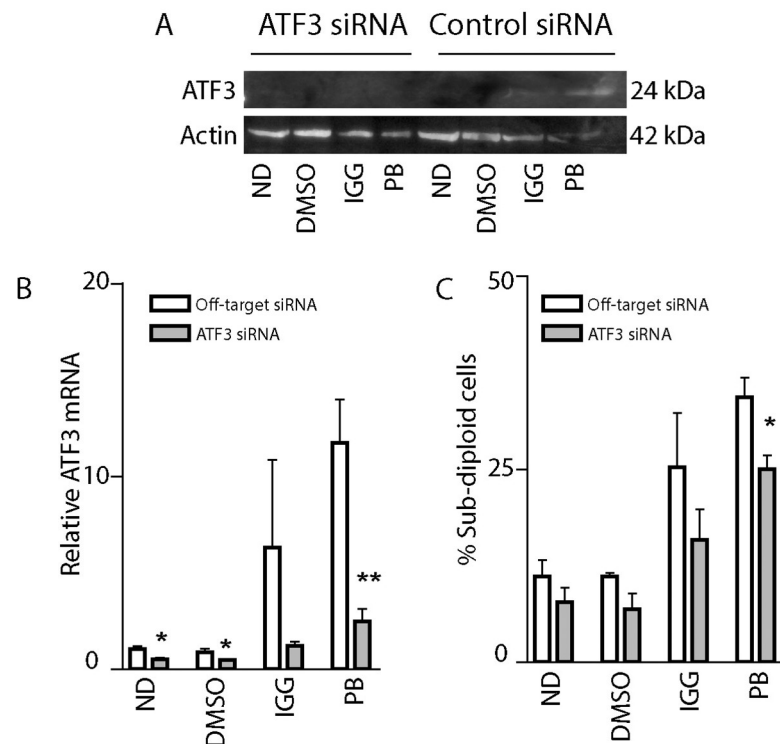 A
ATF3 siRNA Control siRNA
ATF3 24 kDa
Actin 42 kDa
ND DMSO IGG PB ND DMSO IGG PB
B
20
10
0
Relative ATF3 mRNA
Off-target siRNA
ATF3 siRNA
* * **
ND DMSO IGG PB
C
50
25
0
% Sub-diploid cells
Off-target siRNA
ATF3 siRNA
*
ND DMSO IGG PB